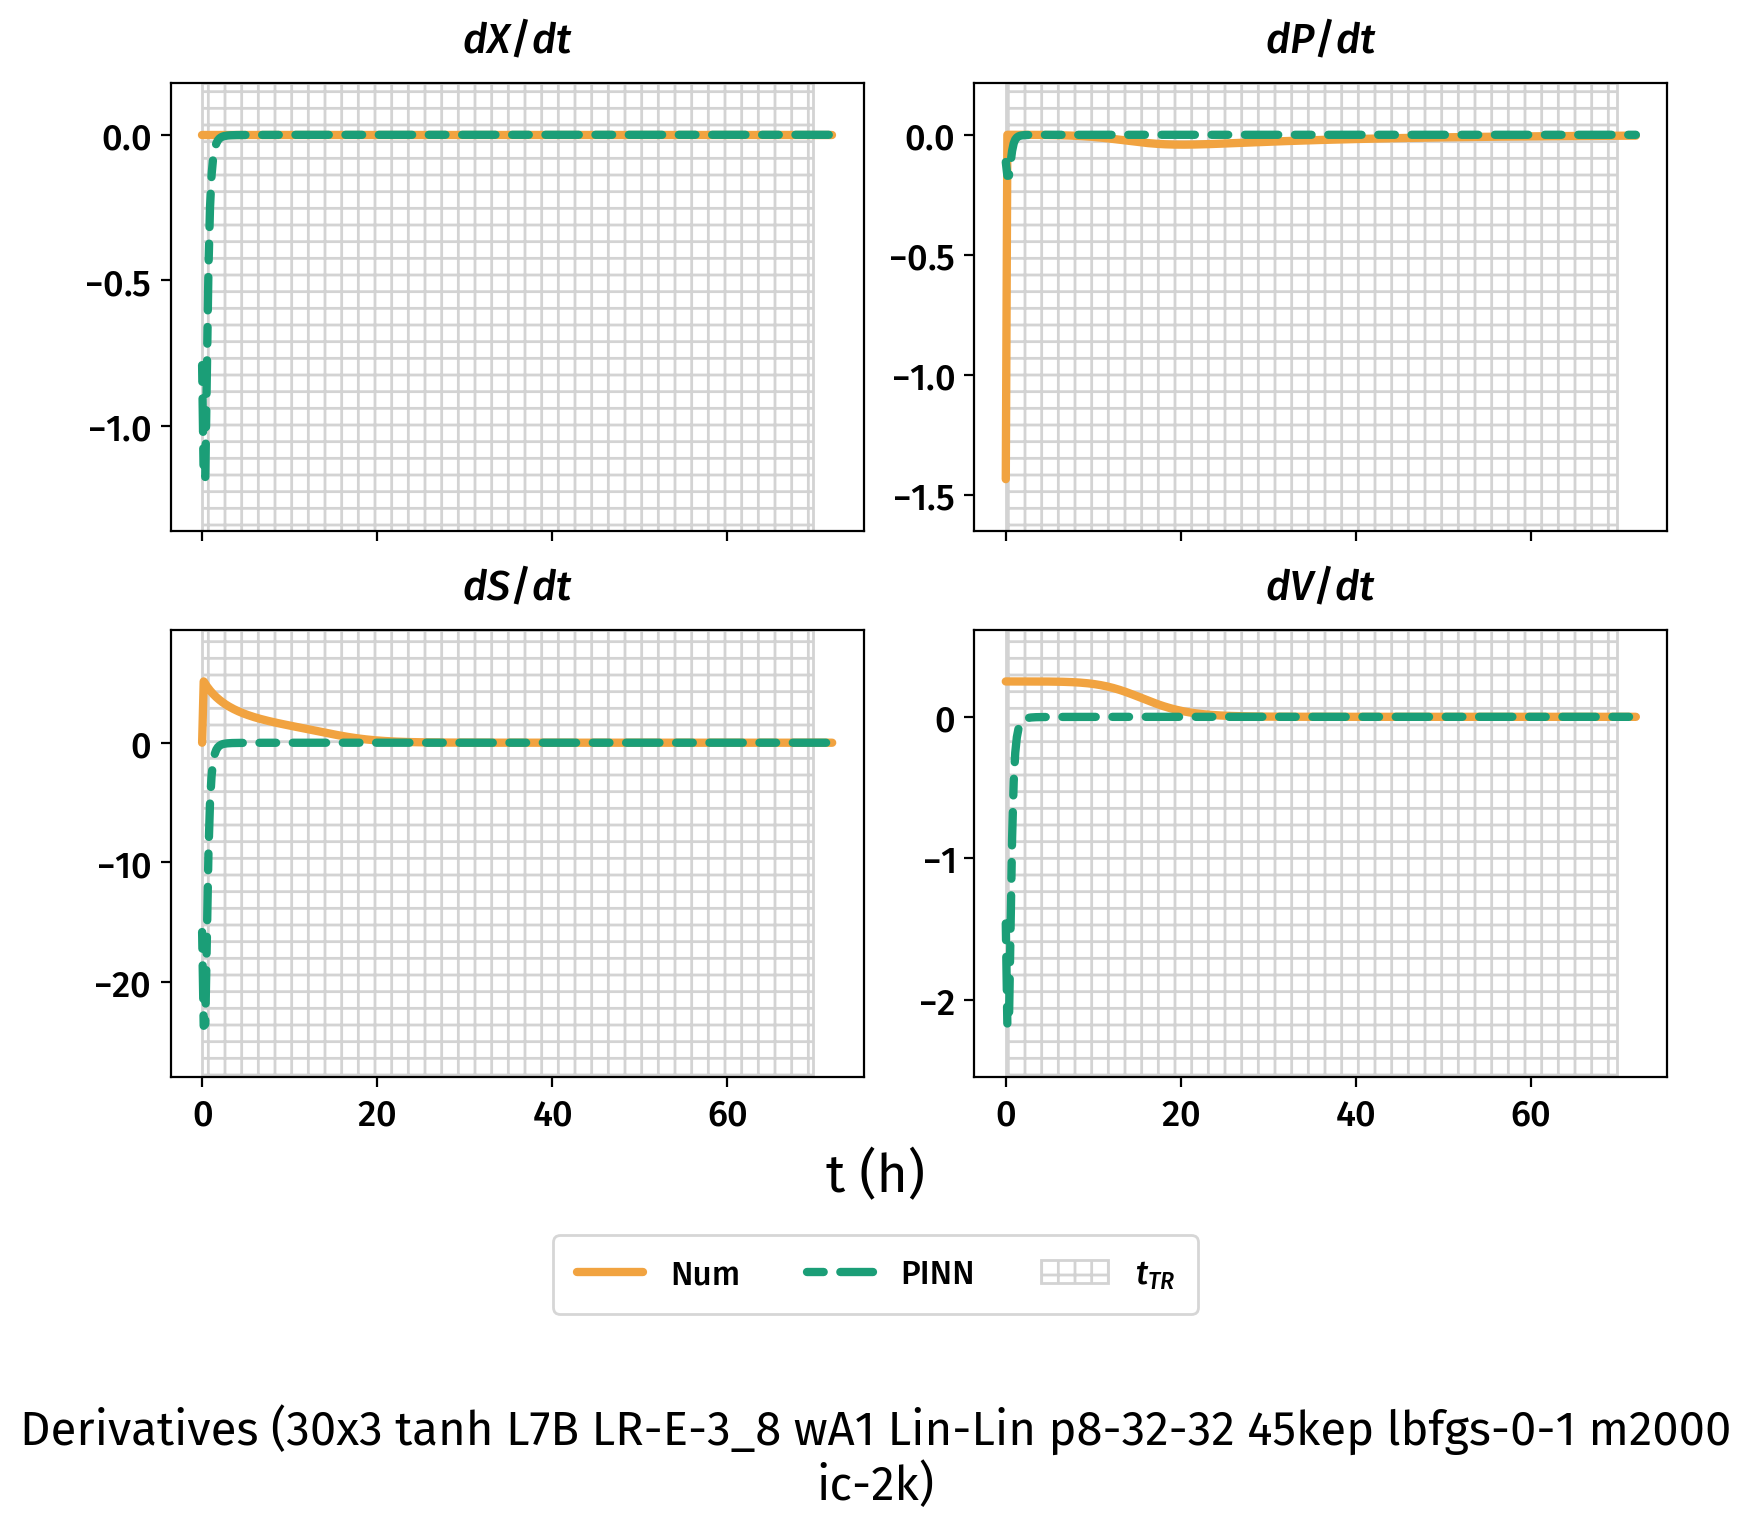 dX/dt
dP/dt
0.0
−0.5
−1.0
0.0
−0.5
−1.0
−1.5
dS/dt
dV/dt
0
−10
−20
0
−1
−2
0 20 40 60
0 20 40 60
t (h)
Num PINN tTR
Derivatives (30x3 tanh L7B LR-E-3_8 wA1 Lin-Lin p8-32-32 45kep lbfgs-0-1 m2000
ic-2k)